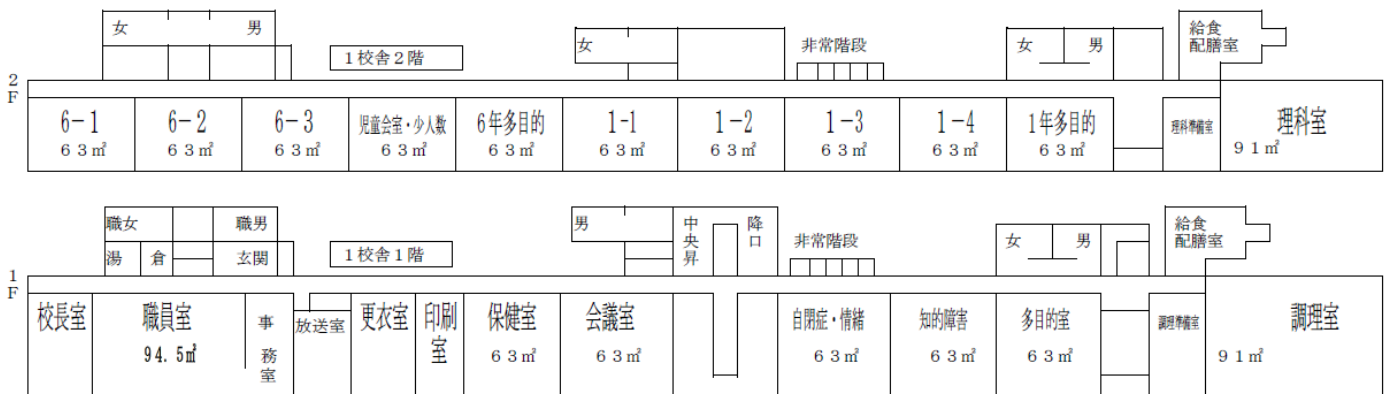 女 男
1校舎2階
女
非常階段
女 男
給食
配膳室
2
F
6-1
63㎡
6-2
63㎡
6-3
63㎡
児童会室・少人数
63㎡
6年多目的
63㎡
1-1
63㎡
1-2
63㎡
1-3
63㎡
1-4
63㎡
1年多目的
63㎡
理科準備室
理科室
91㎡
職女 職男
湯 倉 玄関
1校舎1階
男
中央昇
降口
非常階段
女 男
給食
配膳室
1
F
校長室
職員室
94.5㎡
事務室
放送室
更衣室
印刷室
保健室
63㎡
会議室
63㎡
自閉症・情緒
63㎡
知的障害
63㎡
多目的室
63㎡
調理準備室
調理室
91㎡